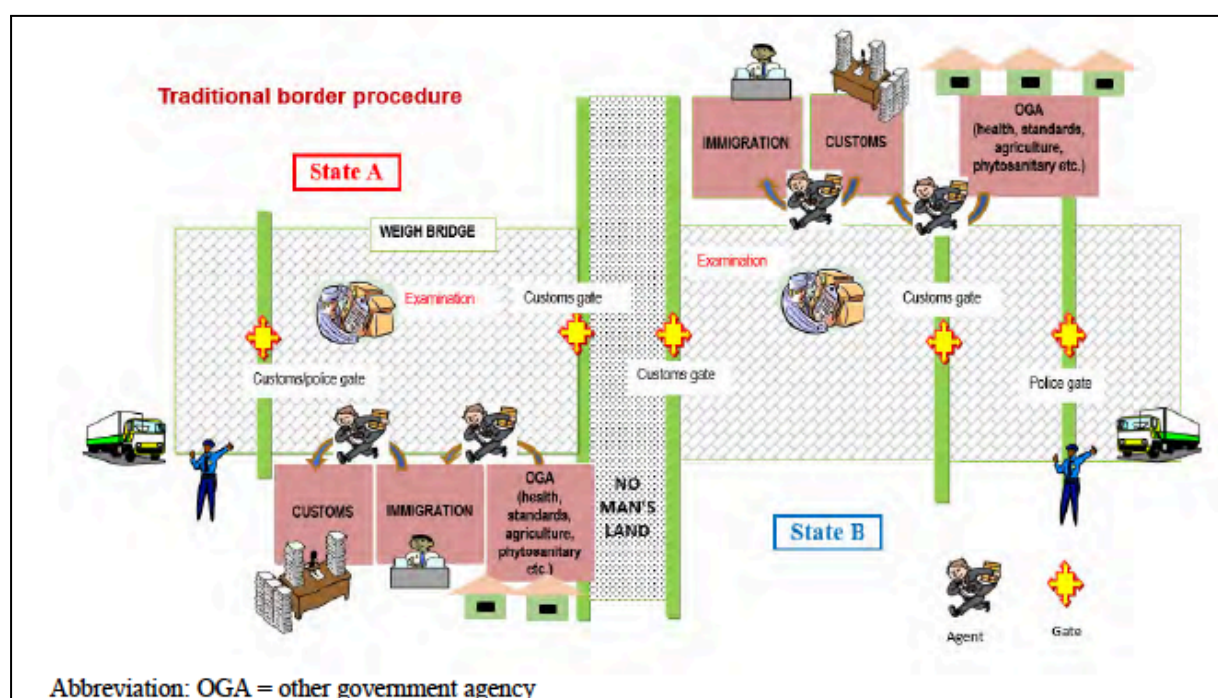 Traditional border procedure
State A
WEIGH BRIDGE
Examination
Customs gate
Customs/police gate
CUSTOMS
IMMIGRATION
OGA
(health,
standards,
agriculture,
phytosanitary
etc.)
NO
MAN'S
LAND
IMMIGRATION
CUSTOMS
OGA
(health, standards,
agriculture,
phytosanitary etc.)
Examination
Customs gate
Customs gate
Police gate
State B
Agent
Gate
Abbreviation: OGA = other government agency